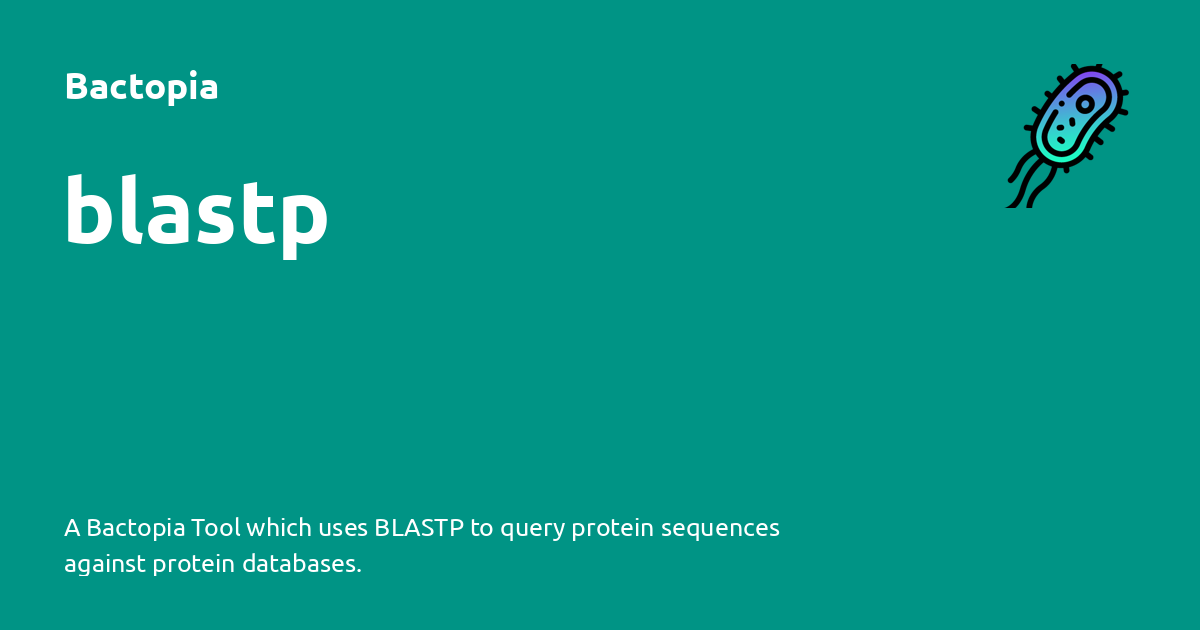 Bactopia
blastp
A Bactopia Tool which uses BLASTP to query protein sequences
against protein databases.